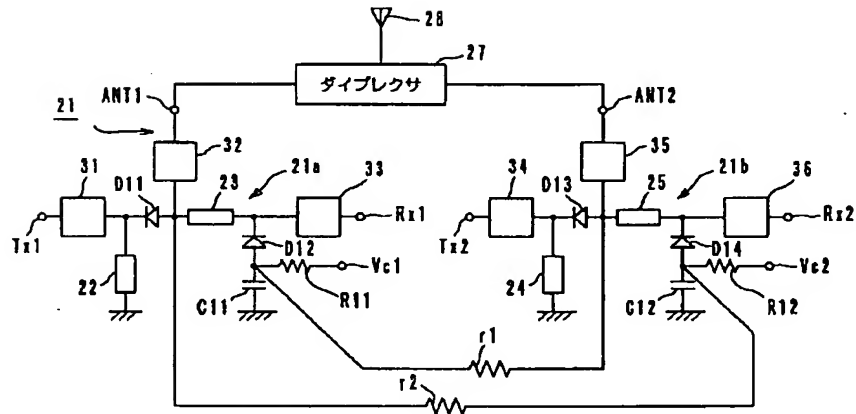 28
27
ダイプレクサ
ANT1
ANT2
21
32
35
31
D11
23
21a
33
34
D13
25
21b
36
Tx1
Rx1
Tx2
Rx2
D12
D14
Vc1
Vc2
22
C11
R11
24
C12
R12
r1
r2